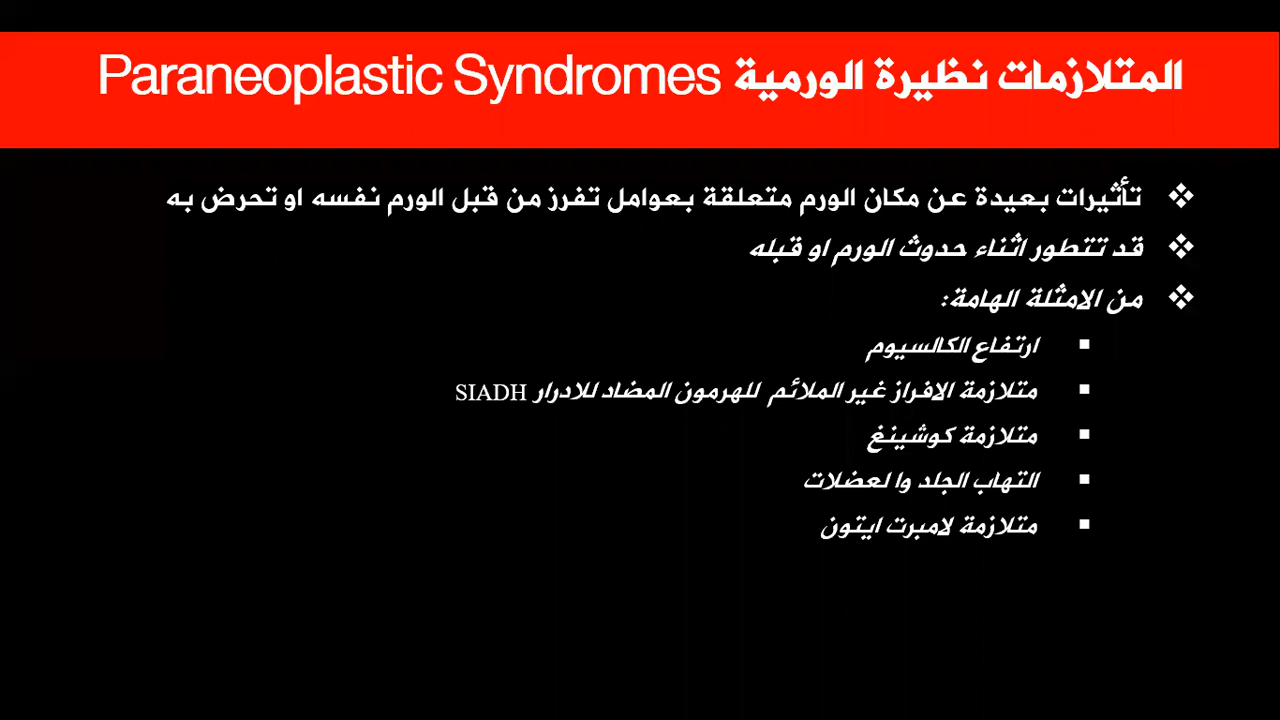 المتلازمات نظيرة الورمية Paraneoplastic Syndromes
❖ تأثيرات بعيدة عن مكان الورم متعلقة بعوامل تفرز من قبل الورم نفسه او تحرض به
❖ قد تتطور اثناء حدوث الورم او قبله
❖ من الامثلة الهامة:
▪ ارتفاع الكالسيوم
▪ متلازمة الافراز غير الملائم للهرمون المضاد للادرار SIADH
▪ متلازمة كوشينغ
▪ التهاب الجلد وا لعضلات
▪ متلازمة لامبرت ايتون